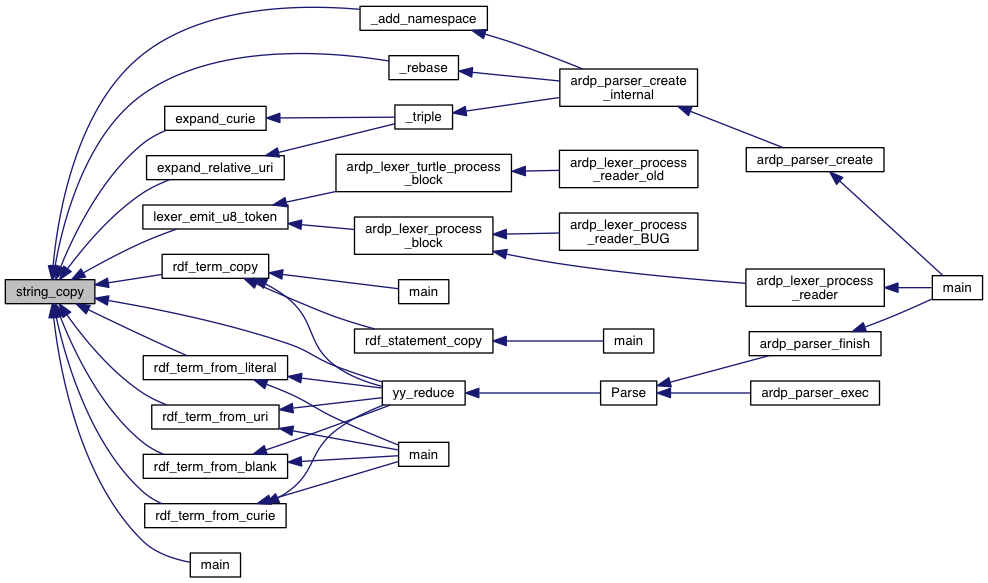 _add_namespace
_rebase
ardp_parser_create
_internal
expand_curie
_triple
ardp_parser_create
expand_relative_uri
ardp_lexer_turtle_process
_block
ardp_lexer_process
_reader_old
lexer_emit_u8_token
ardp_lexer_process
_block
ardp_lexer_process
_reader_BUG
rdf_term_copy
string_copy
main
ardp_lexer_process
_reader
main
rdf_statement_copy
main
ardp_parser_finish
rdf_term_from_literal
yy_reduce
Parse
ardp_parser_exec
rdf_term_from_uri
main
rdf_term_from_blank
rdf_term_from_curie
main